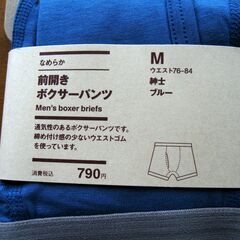 なめらか
前開き
ボクサーパンツ
Men's boxer briefs
通気性のあるボクサーパンツです。
締め付け感の少ないウエストゴム
を使っています。
消費税込 790円
M
ウエスト76-84
紳士
ブルー